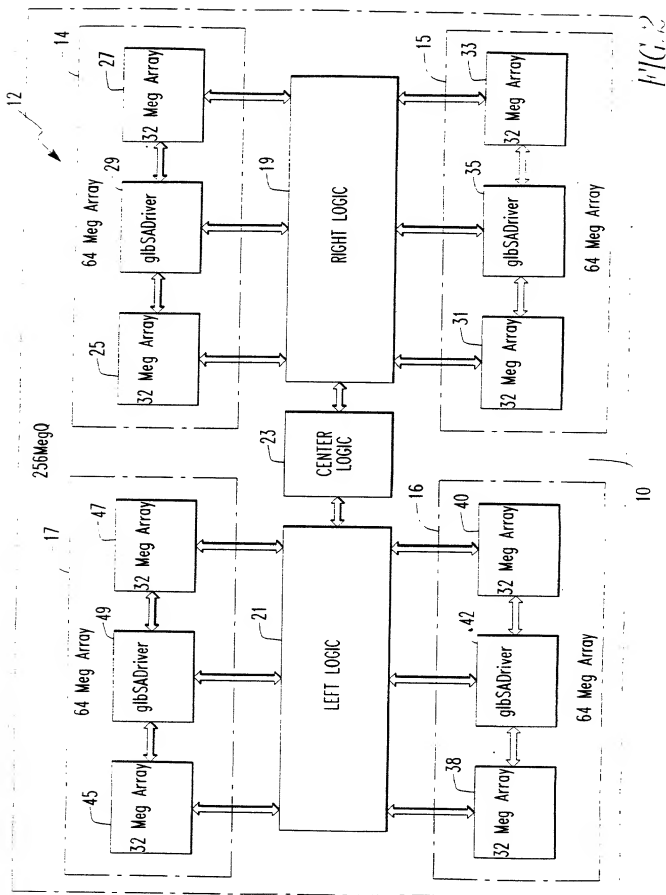 12
256MegQ
17
14
64 Meg Array
64 Meg Array
45
49
47
25
29
27
32 Meg Array
glbSADriver
32 Meg Array
32 Meg Array
glbSADriver
32 Meg Array
21
23
19
LEFT LOGIC
CENTER
LOGIC
RIGHT LOGIC
16
15
38
42
40
31
35
33
32 Meg Array
glbSADriver
32 Meg Array
32 Meg Array
glbSADriver
32 Meg Array
64 Meg Array
64 Meg Array
10
FIG.2